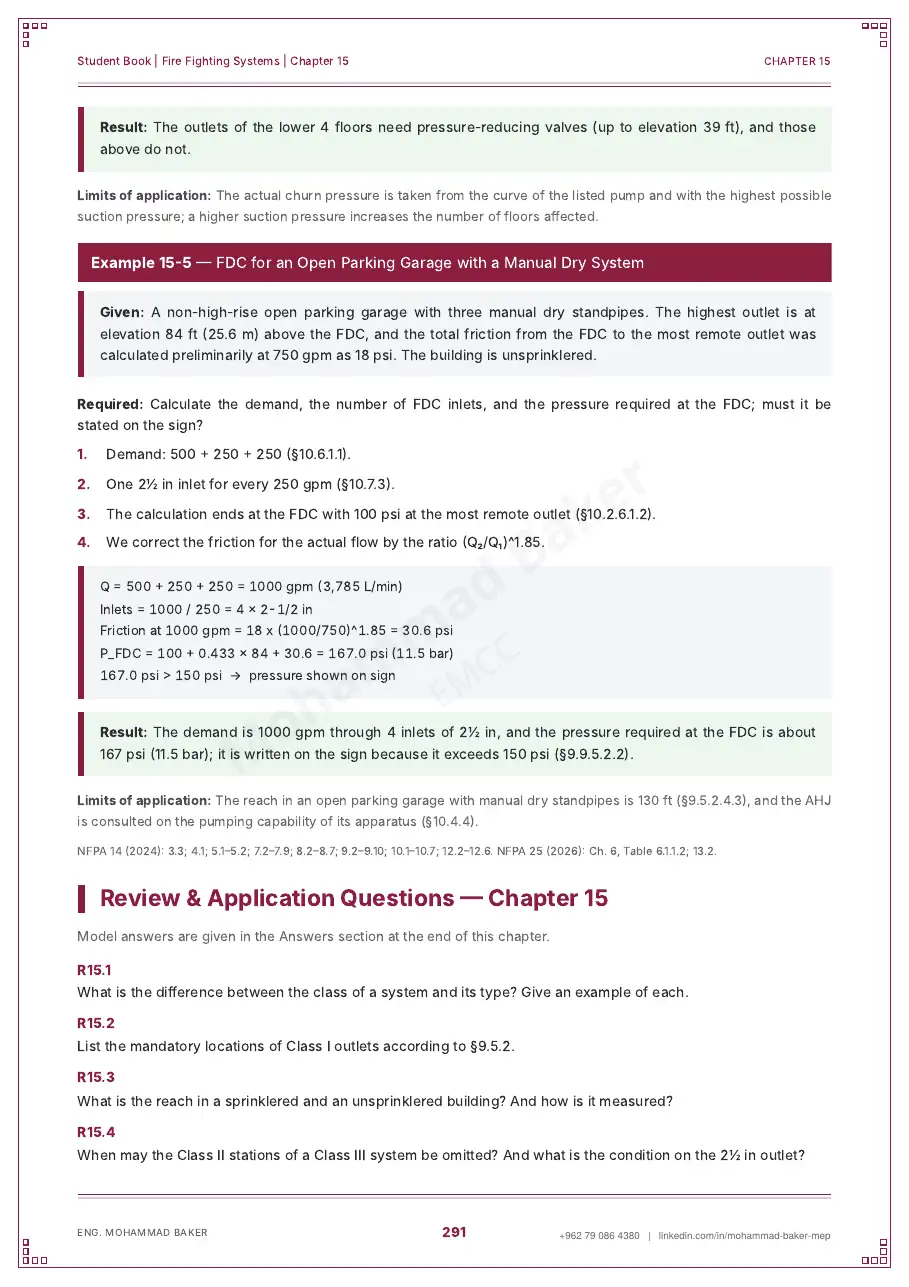 Student Book | Fire Fighting Systems | Chapter 15
CHAPTER 15
Result: The outlets of the lower 4 floors need pressure-reducing valves (up to elevation 39 ft), and those
above do not.
Limits of application: The actual churn pressure is taken from the curve of the listed pump and with the highest possible
suction pressure; a higher suction pressure increases the number of floors affected.
Example 15-5 — FDC for an Open Parking Garage with a Manual Dry System
Given: A non-high-rise open parking garage with three manual dry standpipes. The highest outlet is at
elevation 84 ft (25.6 m) above the FDC, and the total friction from the FDC to the most remote outlet was
calculated preliminarily at 750 gpm as 18 psi. The building is unsprinklered.
Required: Calculate the demand, the number of FDC inlets, and the pressure required at the FDC; must it be
stated on the sign?
1. Demand: 500 + 250 + 250 (§10.6.1.1).
2. One 2½ in inlet for every 250 gpm (§10.7.3).
3. The calculation ends at the FDC with 100 psi at the most remote outlet (§10.2.6.1.2).
4. We correct the friction for the actual flow by the ratio (Q₂/Q₁)^1.85.
Q = 500 + 250 + 250 = 1000 gpm (3,785 L/min)
Inlets = 1000 / 250 = 4 × 2-1/2 in
Friction at 1000 gpm = 18 x (1000/750)^1.85 = 30.6 psi
P_FDC = 100 + 0.433 × 84 + 30.6 = 167.0 psi (11.5 bar)
167.0 psi > 150 psi → pressure shown on sign
Mohammad Baker
EMCC
Result: The demand is 1000 gpm through 4 inlets of 2½ in, and the pressure required at the FDC is about
167 psi (11.5 bar); it is written on the sign because it exceeds 150 psi (§9.9.5.2.2).
Limits of application: The reach in an open parking garage with manual dry standpipes is 130 ft (§9.5.2.4.3), and the AHJ
is consulted on the pumping capability of its apparatus (§10.4.4).
NFPA 14 (2024): 3.3; 4.1; 5.1–5.2; 7.2–7.9; 8.2–8.7; 9.2–9.10; 10.1–10.7; 12.2–12.6. NFPA 25 (2026): Ch. 6, Table 6.1.1.2; 13.2.
Review & Application Questions — Chapter 15
Model answers are given in the Answers section at the end of this chapter.
R15.1
What is the difference between the class of a system and its type? Give an example of each.
R15.2
List the mandatory locations of Class I outlets according to §9.5.2.
R15.3
What is the reach in a sprinklered and an unsprinklered building? And how is it measured?
R15.4
When may the Class II stations of a Class III system be omitted? And what is the condition on the 2½ in outlet?
ENG. MOHAMMAD BAKER
291
+962 79 086 4380 | linkedin.com/in/mohammad-baker-mep